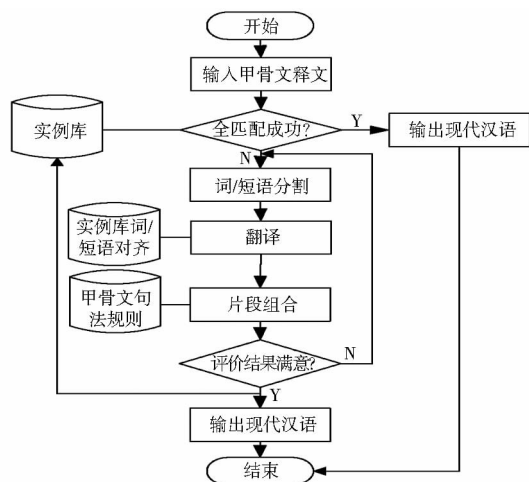 开始
输入甲骨文释文
实例库
全匹配成功?
Y
输出现代汉语
N
词/短语分割
实例库词/
短语对齐
翻译
甲骨文句
法规则
片段组合
评价结果满意?
N
Y
输出现代汉语
结束